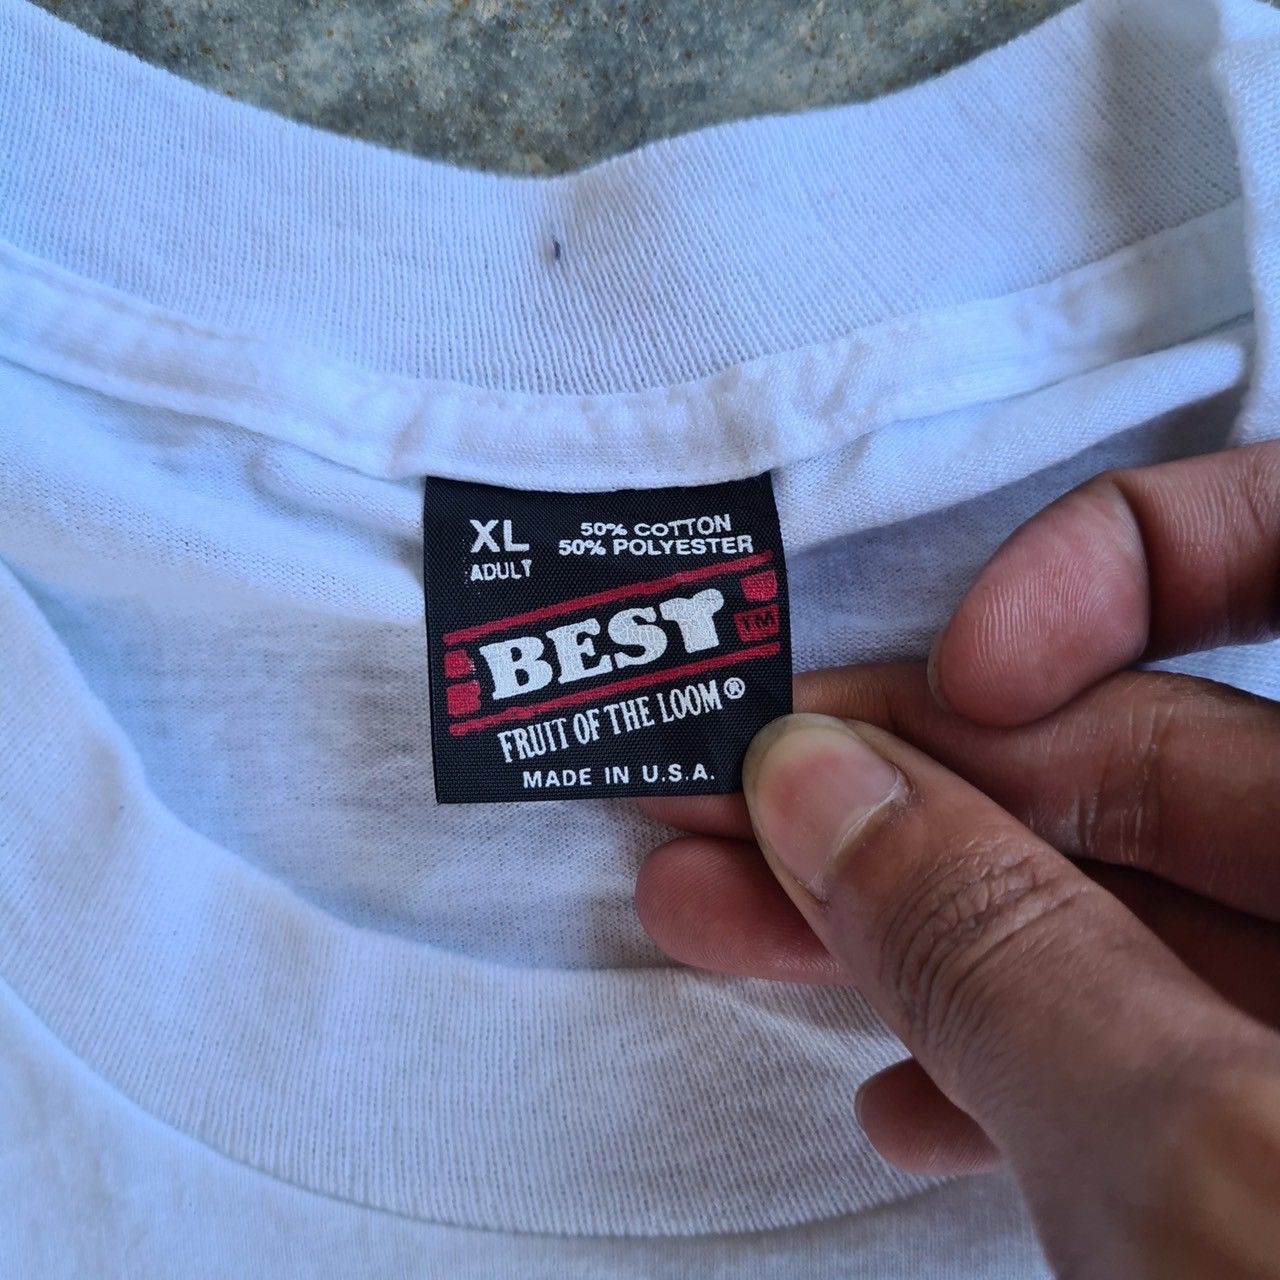 XL
ADULT
50% COTTON
50% POLYESTER
BEST TM
FRUIT OF THE LOOM®
MADE IN U.S.A.